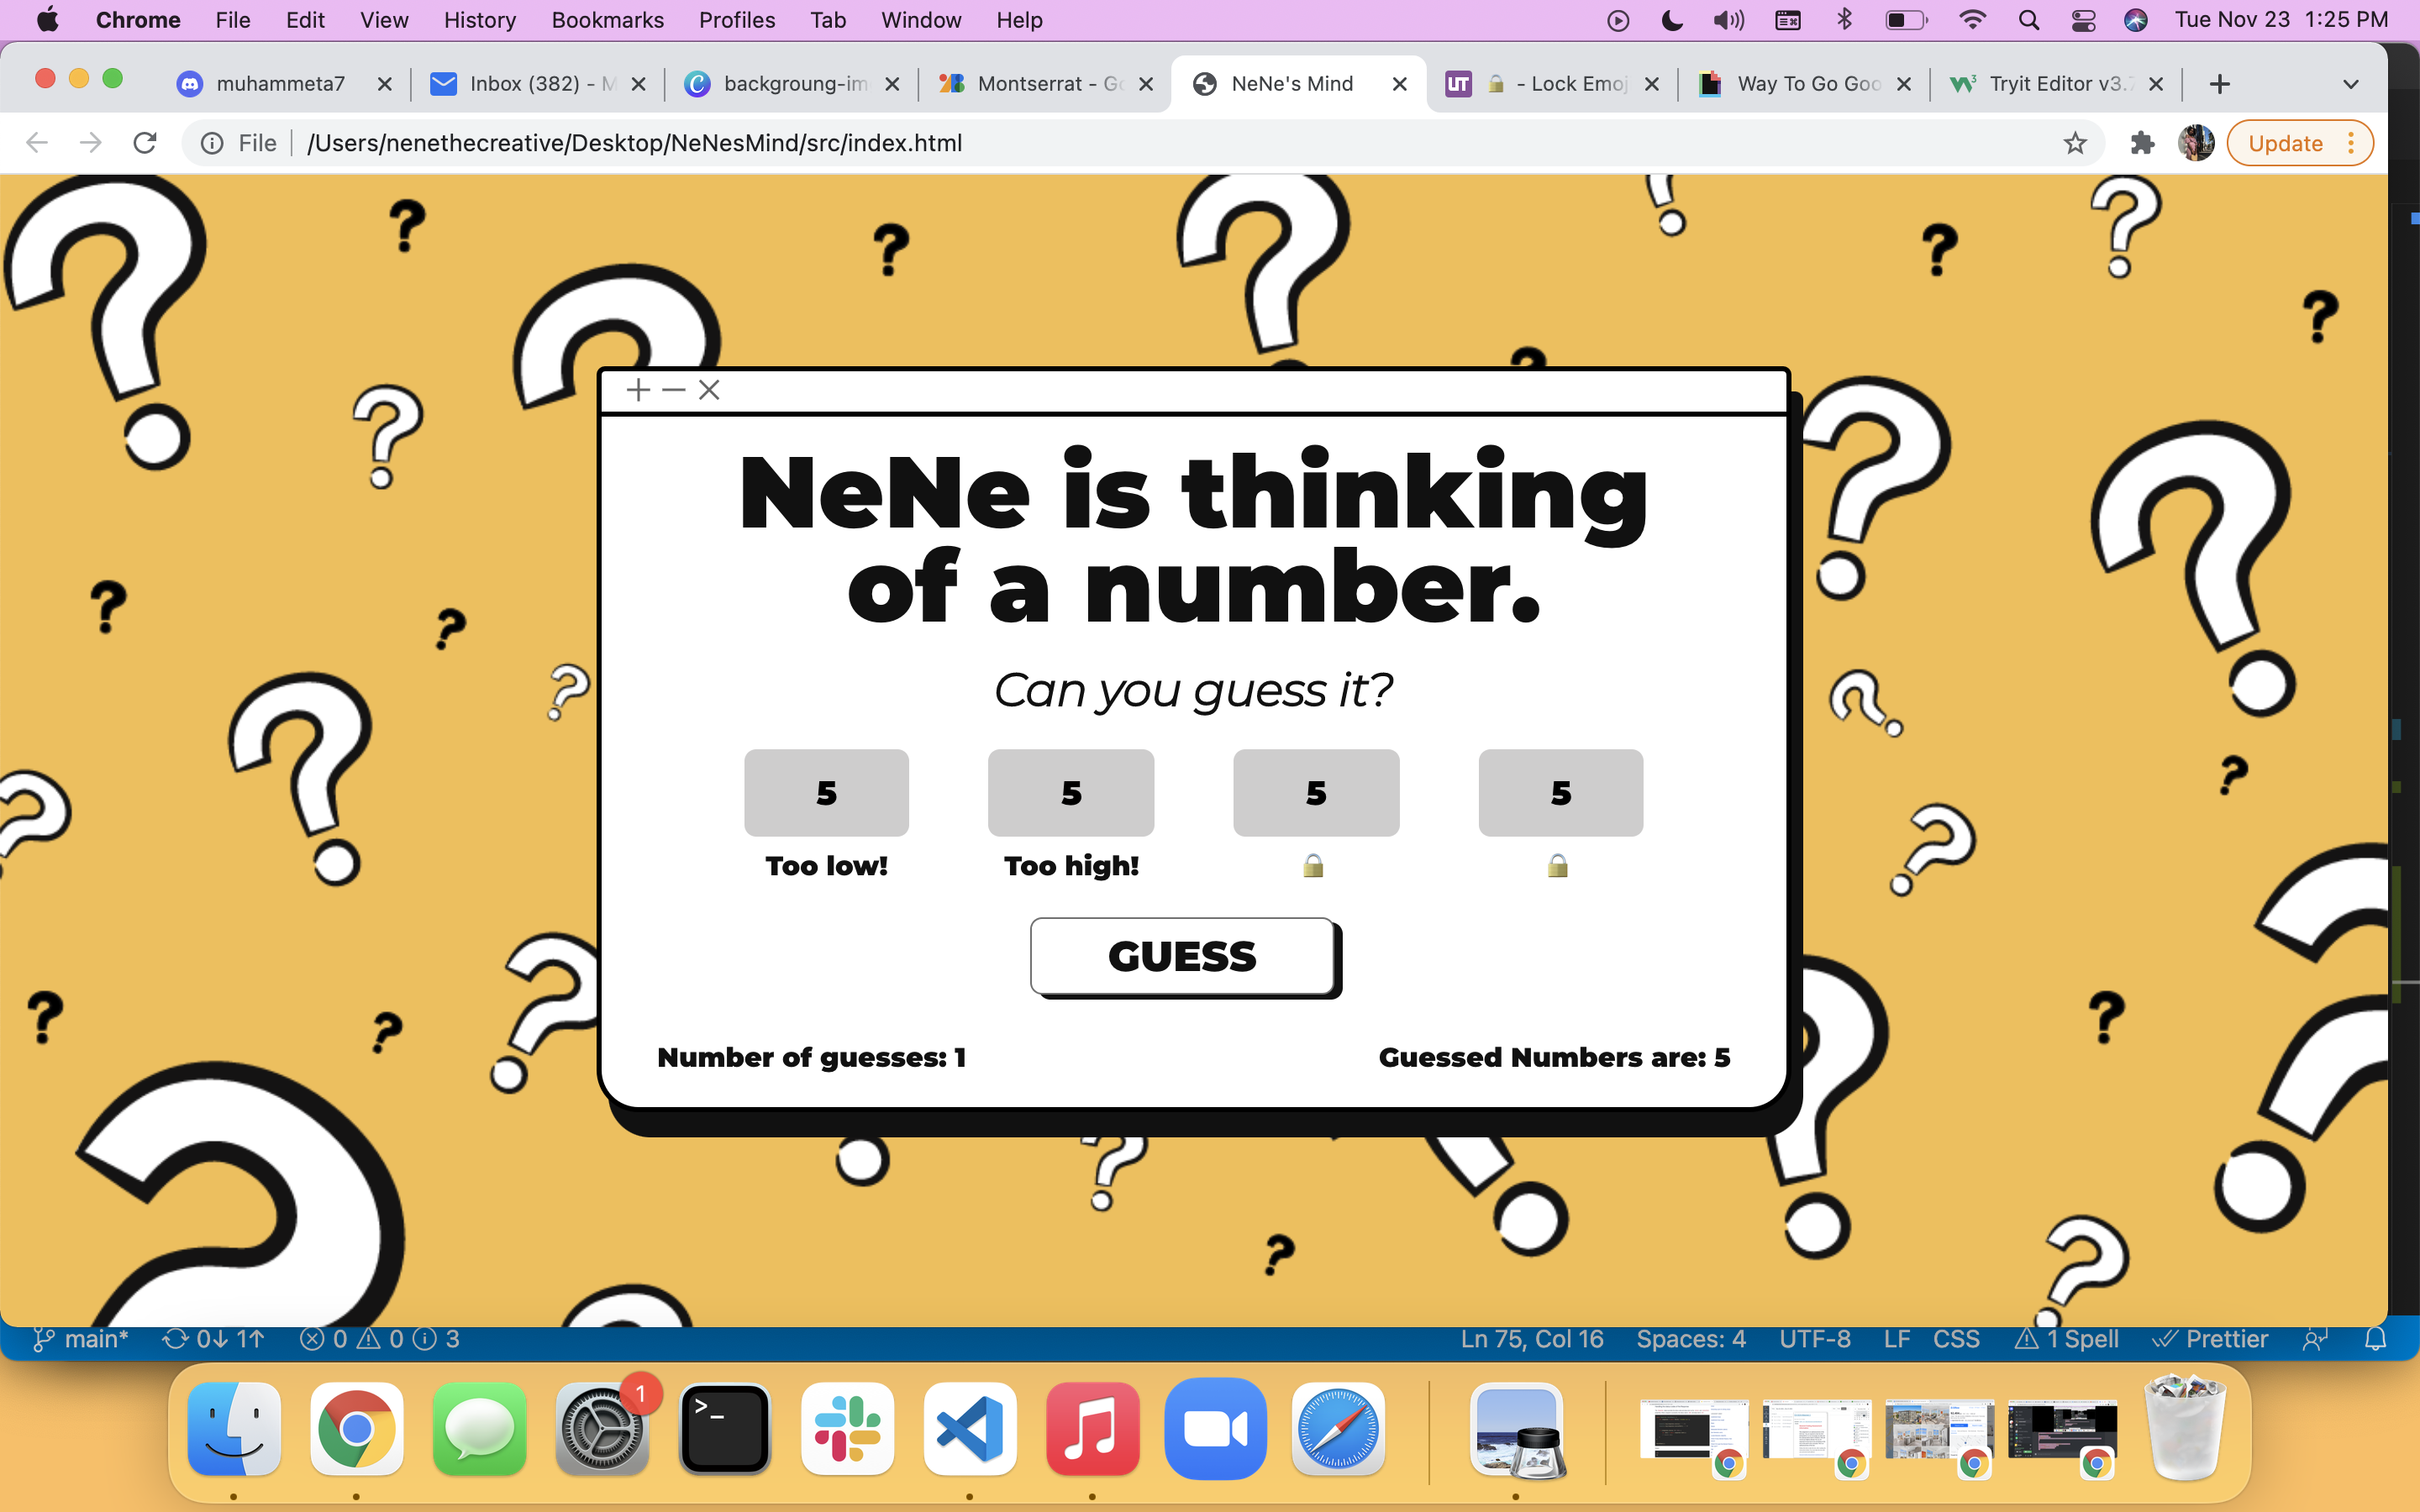 Chrome File Edit View History Bookmarks Profiles Tab Window Help Tue Nov 23 1:25 PM
muhammeta7 Inbox (382) - M backgroung-im Montserrat - Go NeNe's Mind UT 🔒 - Lock Emoj Way To Go Goo Tryit Editor v3.7
File /Users/nenethecreative/Desktop/NeNesMind/src/index.html Update
NeNe is thinking
of a number.
Can you guess it?
5 5 5 5
Too low! Too high! 🔒 🔒
GUESS
Number of guesses: 1 Guessed Numbers are: 5
main* 0↓ 1↑ 0 0 3 Ln 75, Col 16 Spaces: 4 UTF-8 LF CSS 1 Spell Prettier
1
>_